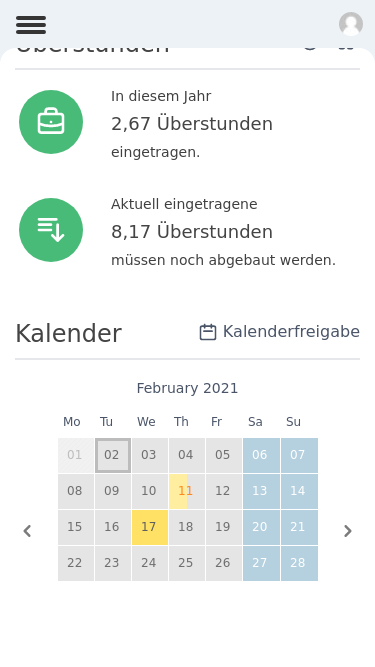 Überstunden
In diesem Jahr
2,67 Überstunden
eingetragen.
Aktuell eingetragene
8,17 Überstunden
müssen noch abgebaut werden.
Kalender
Kalenderfreigabe
February 2021
Mo Tu We Th Fr Sa Su
01 02 03 04 05 06 07
08 09 10 11 12 13 14
15 16 17 18 19 20 21
22 23 24 25 26 27 28